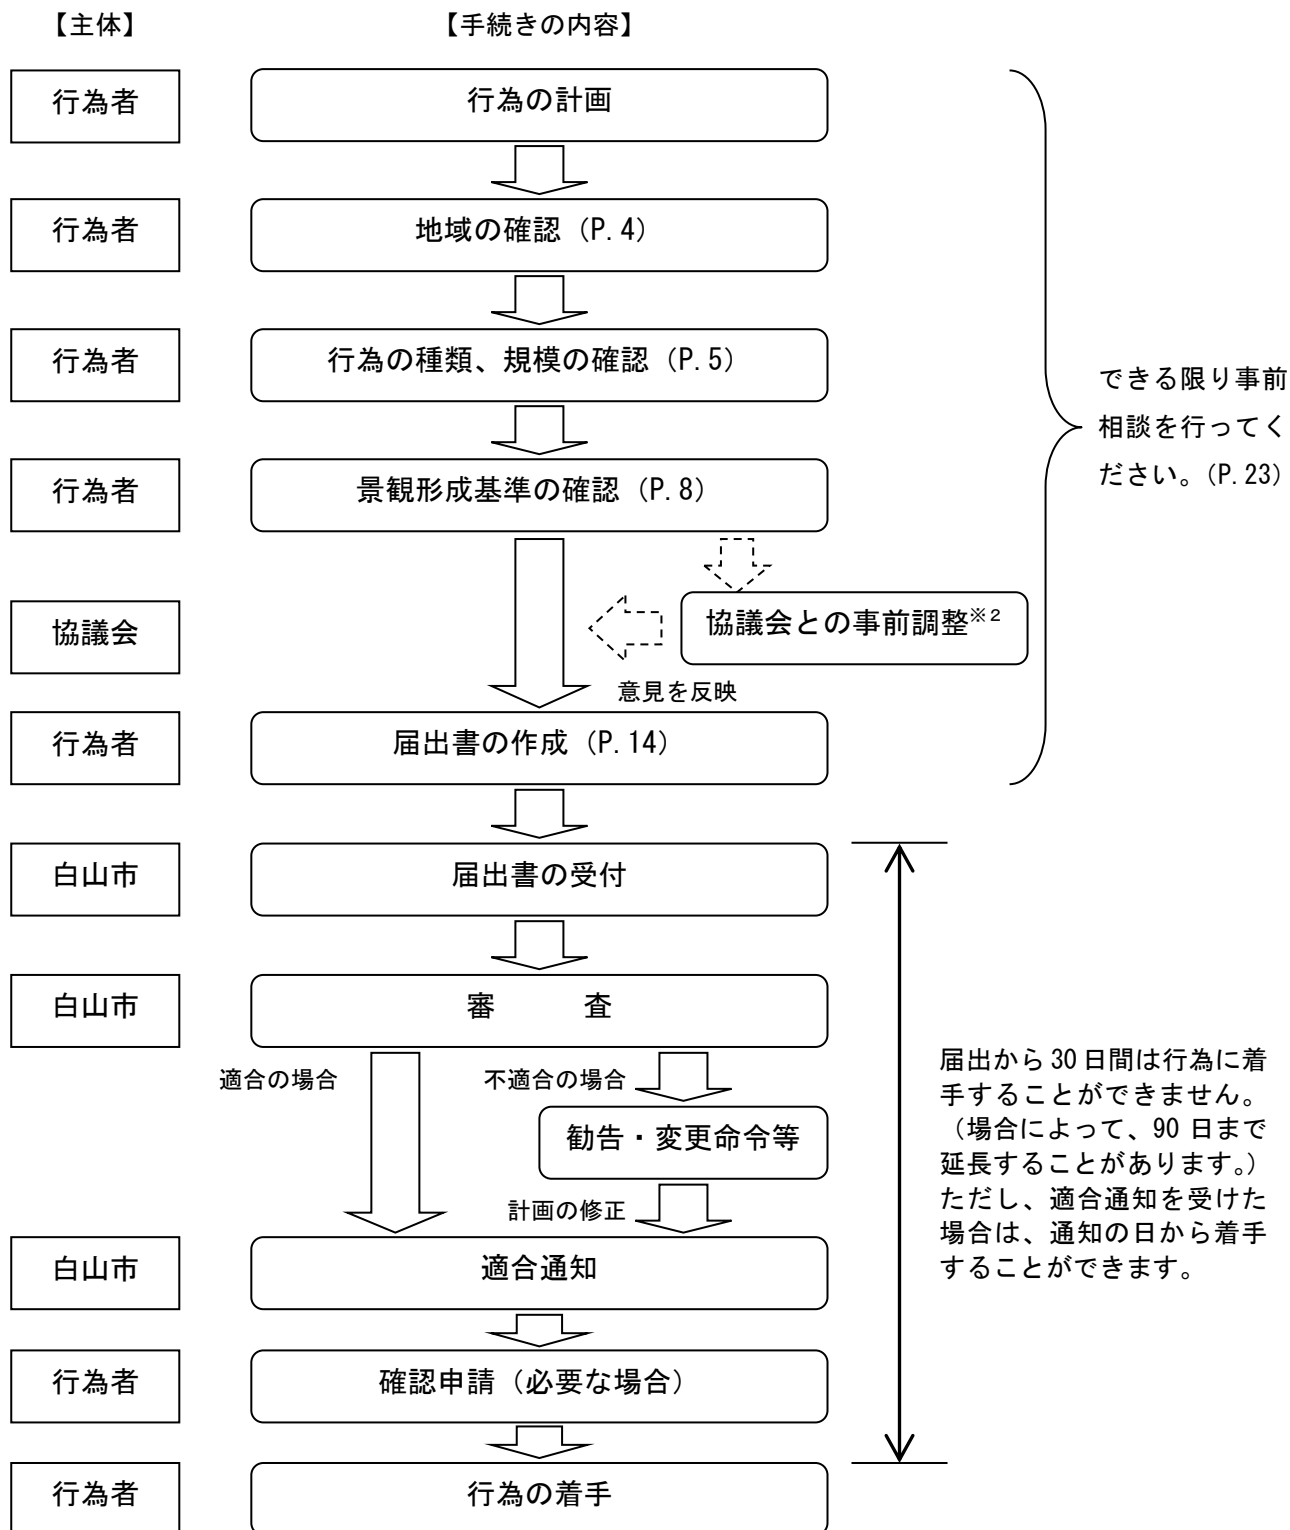 【主体】 【手続きの内容】
行為者 行為の計画
行為者 地域の確認（P.4）
行為者 行為の種類、規模の確認（P.5）
できる限り事前
相談を行ってく
ださい。（P.23）
行為者 景観形成基準の確認（P.8）
協議会 協議会との事前調整※2
意見を反映
行為者 届出書の作成（P.14）
白山市 届出書の受付
白山市 審　　　査
適合の場合 不適合の場合
勧告・変更命令等
計画の修正
届出から30日間は行為に着
手することができません。
（場合によって、90日まで
延長することがあります。）
ただし、適合通知を受けた
場合は、通知の日から着手
することができます。
白山市 適合通知
行為者 確認申請（必要な場合）
行為者 行為の着手